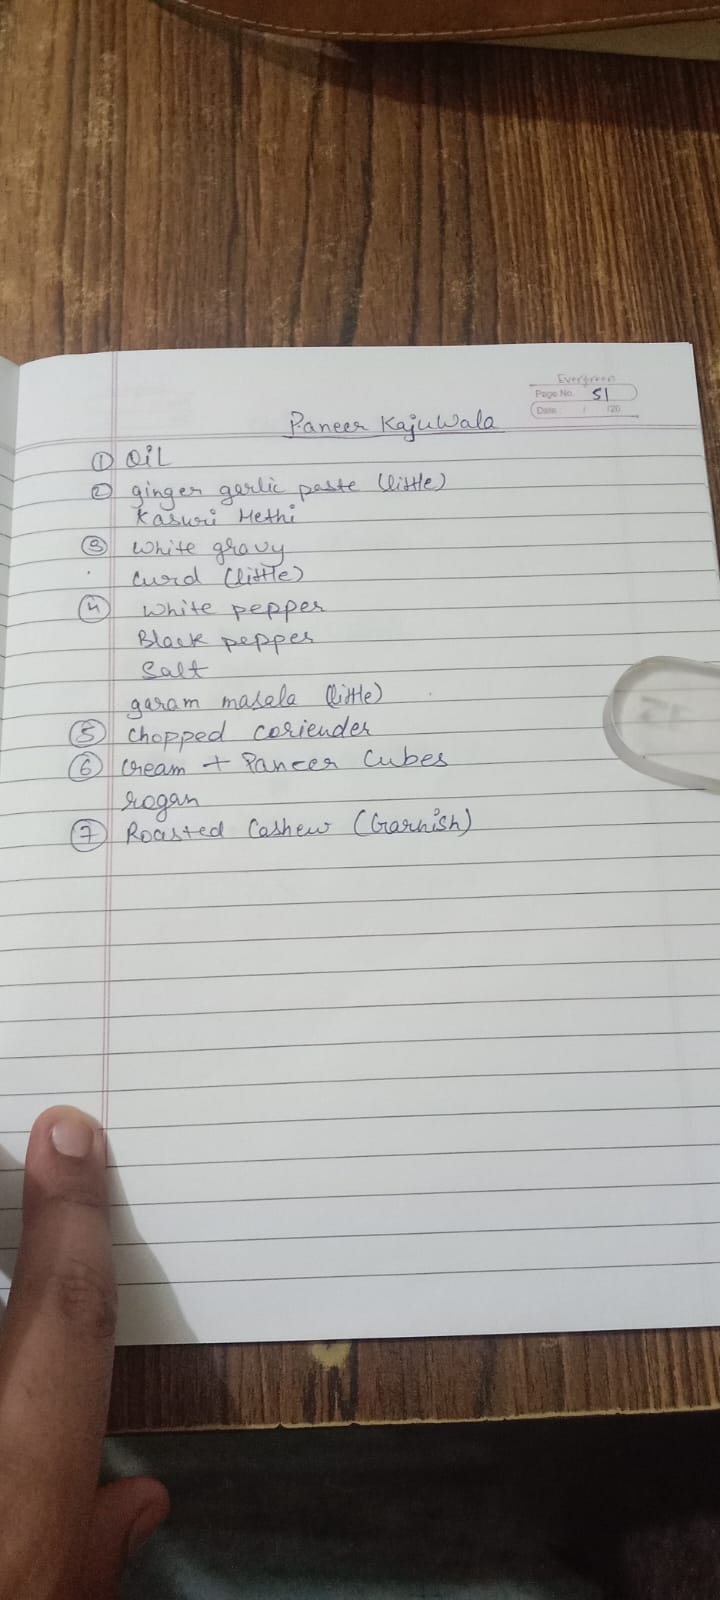 Evergreen
Page No. 51
Date: / /20
Paneer KajuWala
① Oil
② ginger garlic paste (little)
Kasuri Methi
③ White gravy
Curd (little)
④ White pepper
Black pepper
Salt
garam masala (little)
⑤ Chopped coriender
⑥ Cream + Paneer Cubes
rogan
⑦ Roasted Cashew (Garnish)